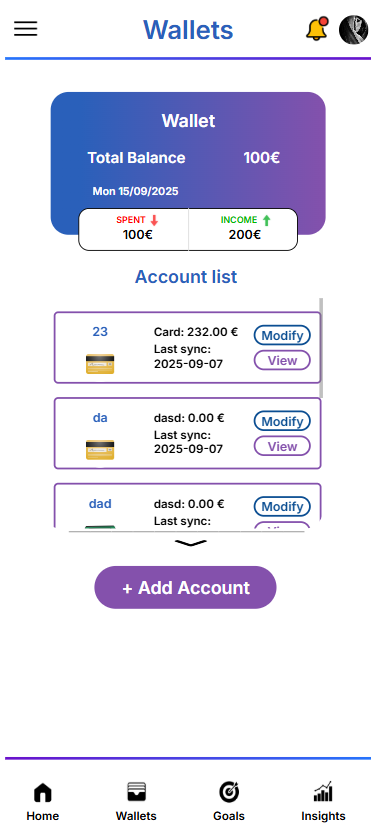 Wallets
Wallet
Total Balance 100€
Mon 15/09/2025
SPENT INCOME
100€ 200€
Account list
23 Card: 232.00 € Modify
Last sync:
2025-09-07 View
da dasd: 0.00 € Modify
Last sync:
2025-09-07 View
dad dasd: 0.00 € Modify
Last sync:
+ Add Account
Home Wallets Goals Insights